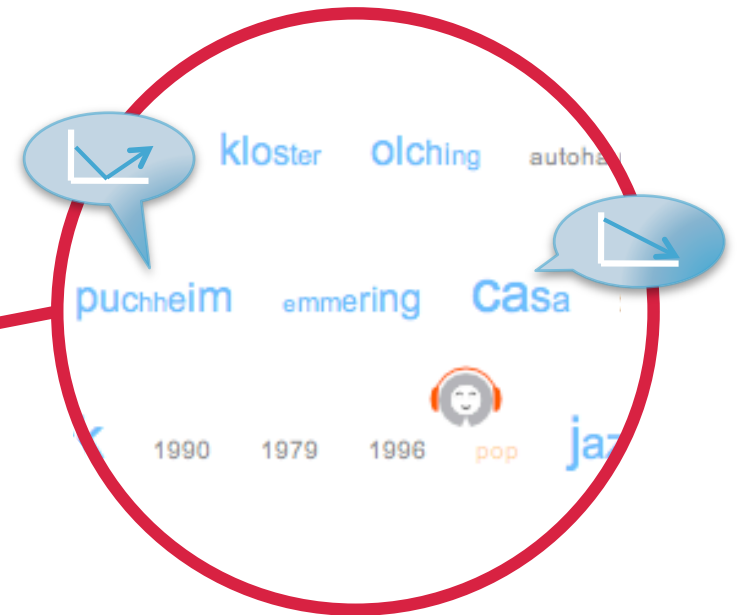 kloster olching
puchheim emmering casa
1990 1979 1996 pop